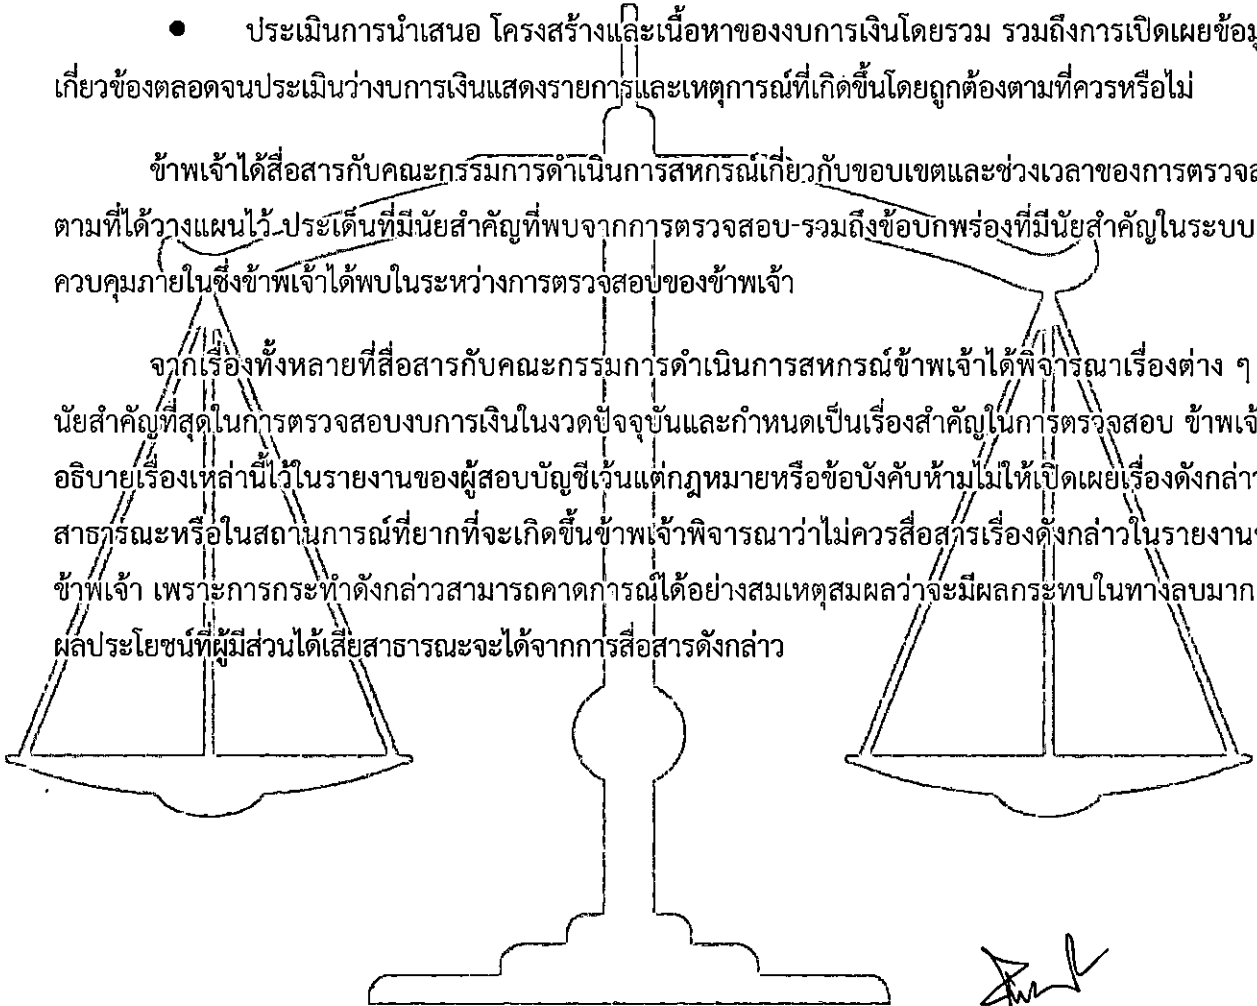 ● ประเมินการนำเสนอ โครงสร้างและเนื้อหาของงบการเงินโดยรวม รวมถึงการเปิดเผยข้อมู
เกี่ยวข้องตลอดจนประเมินว่างบการเงินแสดงรายการและเหตุการณ์ที่เกิดขึ้นโดยถูกต้องตามที่ควรหรือไม่
ข้าพเจ้าได้สื่อสารกับคณะกรรมการดำเนินการสหกรณ์เกี่ยวกับขอบเขตและช่วงเวลาของการตรวจส
ตามที่ได้วางแผนไว้ ประเด็นที่มีนัยสำคัญที่พบจากการตรวจสอบ รวมถึงข้อบกพร่องที่มีนัยสำคัญในระบบ
ควบคุมภายในซึ่งข้าพเจ้าได้พบในระหว่างการตรวจสอบของข้าพเจ้า
จากเรื่องทั้งหลายที่สื่อสารกับคณะกรรมการดำเนินการสหกรณ์ข้าพเจ้าได้พิจารณาเรื่องต่าง ๆ
นัยสำคัญที่สุดในการตรวจสอบงบการเงินในงวดปัจจุบันและกำหนดเป็นเรื่องสำคัญในการตรวจสอบ ข้าพเจ้
อธิบายเรื่องเหล่านี้ไว้ในรายงานของผู้สอบบัญชีเว้นแต่กฎหมายหรือข้อบังคับห้ามไม่ให้เปิดเผยเรื่องดังกล่าว
สาธารณะหรือในสถานการณ์ที่ยากที่จะเกิดขึ้นข้าพเจ้าพิจารณาว่าไม่ควรสื่อสารเรื่องดังกล่าวในรายงาน
ข้าพเจ้า เพราะการกระทำดังกล่าวสามารถคาดการณ์ได้อย่างสมเหตุสมผลว่าจะมีผลกระทบในทางลบมาก
ผลประโยชน์ที่ผู้มีส่วนได้เสียสาธารณะจะได้จากการสื่อสารดังกล่าว